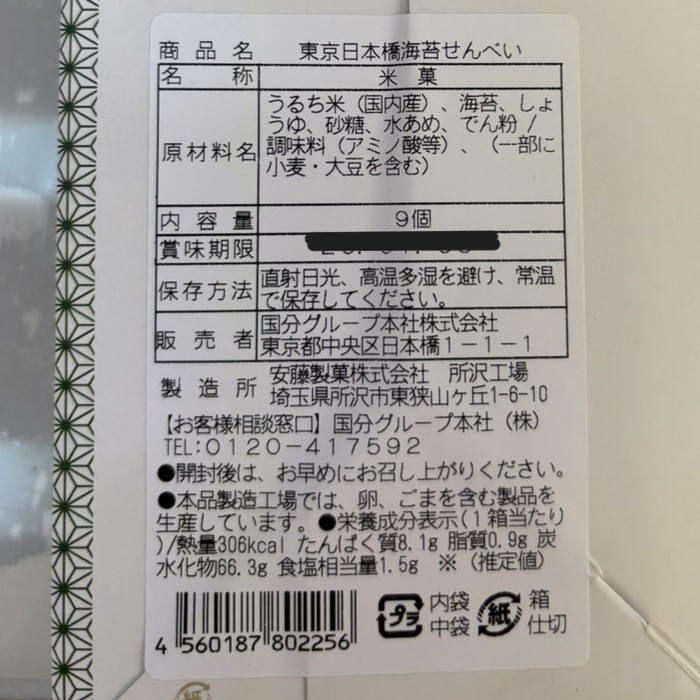 商品名 東京日本橋海苔せんべい
名称 米菓
原材料名 うるち米（国内産）、海苔、しょ
うゆ、砂糖、水あめ、でん粉 /
調味料（アミノ酸等）、（一部に
小麦・大豆を含む）
内容量 9個
賞味期限
保存方法 直射日光、高温多湿を避け、常温
で保存してください。
販売者 国分グループ本社株式会社
東京都中央区日本橋１－１－１
製造所 安藤製菓株式会社 所沢工場
埼玉県所沢市東狭山ヶ丘1-6-10
【お客様相談窓口】国分グループ本社（株）
TEL:０１２０－４１７５９２
●開封後は、お早めにお召し上がりください。
●本品製造工場では、卵、ごまを含む製品を
生産しています。●栄養成分表示(１箱当たり
)/熱量306kcal たんぱく質8.1g 脂質0.9g 炭
水化物66.3g 食塩相当量1.5g ※（推定値）
4 560187 802256
プラ 内袋 中袋
紙 箱 仕切